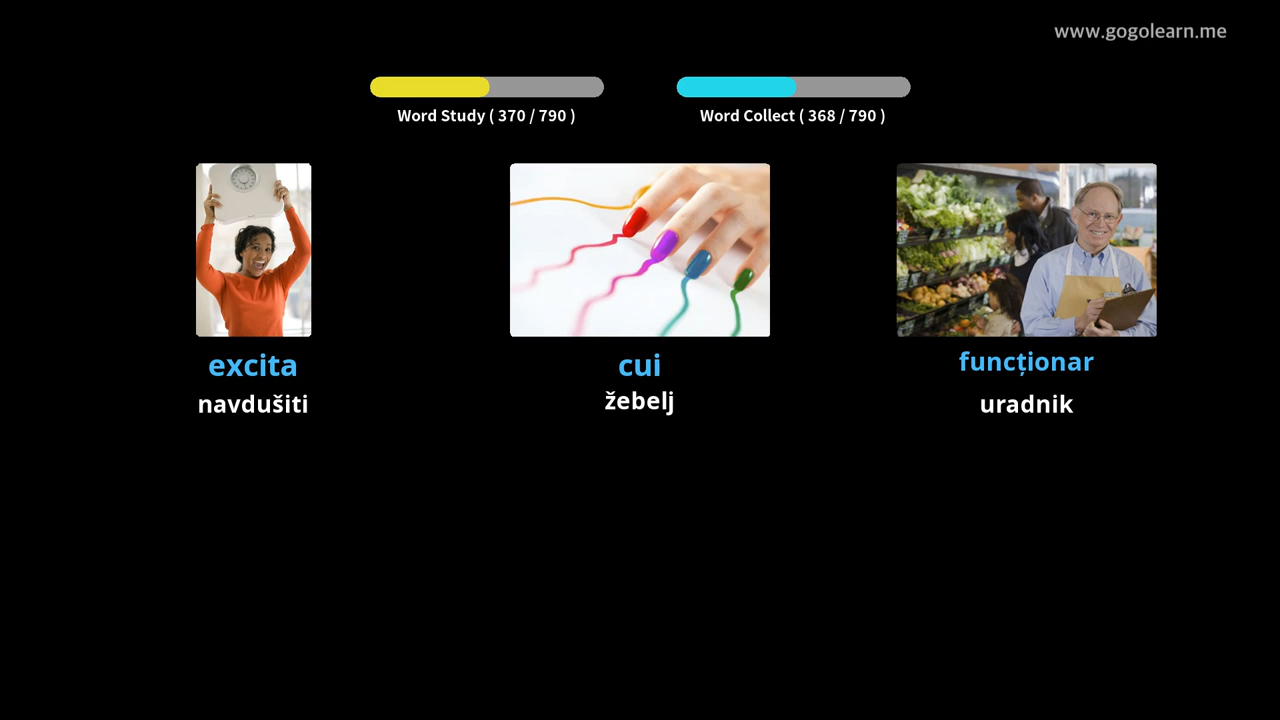 www.gogolearn.me
Word Study ( 370 / 790 )
Word Collect ( 368 / 790 )
excita
navdušiti
cui
žebelj
funcționar
uradnik